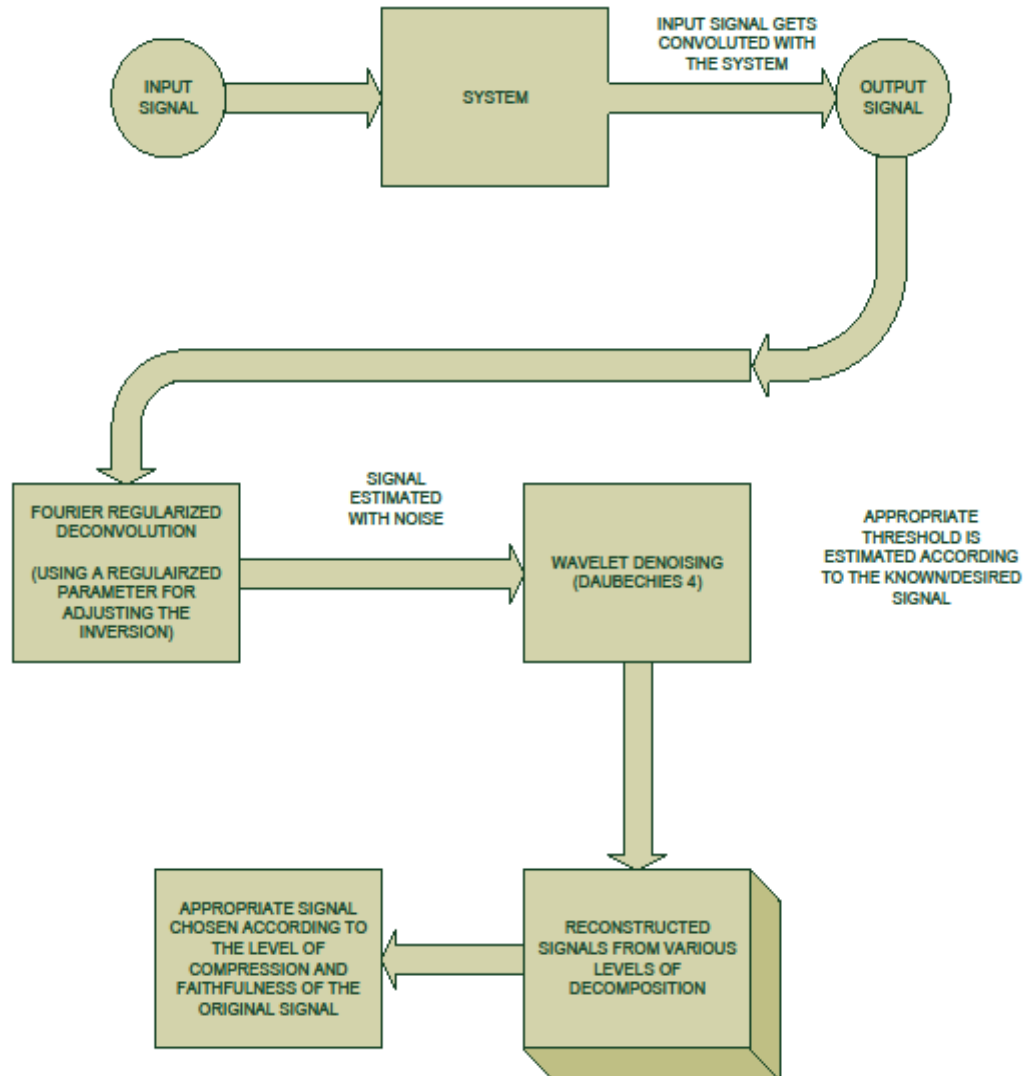 INPUT
SIGNAL
SYSTEM
INPUT SIGNAL GETS
CONVOLUTED WITH
THE SYSTEM
OUTPUT
SIGNAL
FOURIER REGULARIZED
DECONVOLUTION
(USING A REGULAIRZED
PARAMETER FOR
ADJUSTING THE
INVERSION)
SIGNAL
ESTIMATED
WITH NOISE
WAVELET DENOISING
(DAUBECHIES 4)
APPROPRIATE
THRESHOLD IS
ESTIMATED ACCORDING
TO THE KNOWN/DESIRED
SIGNAL
APPROPRIATE SIGNAL
CHOSEN ACCORDING TO
THE LEVEL OF
COMPRESSION AND
FAITHFULNESS OF THE
ORIGINAL SIGNAL
RECONSTRUCTED
SIGNALS FROM VARIOUS
LEVELS OF
DECOMPOSITION